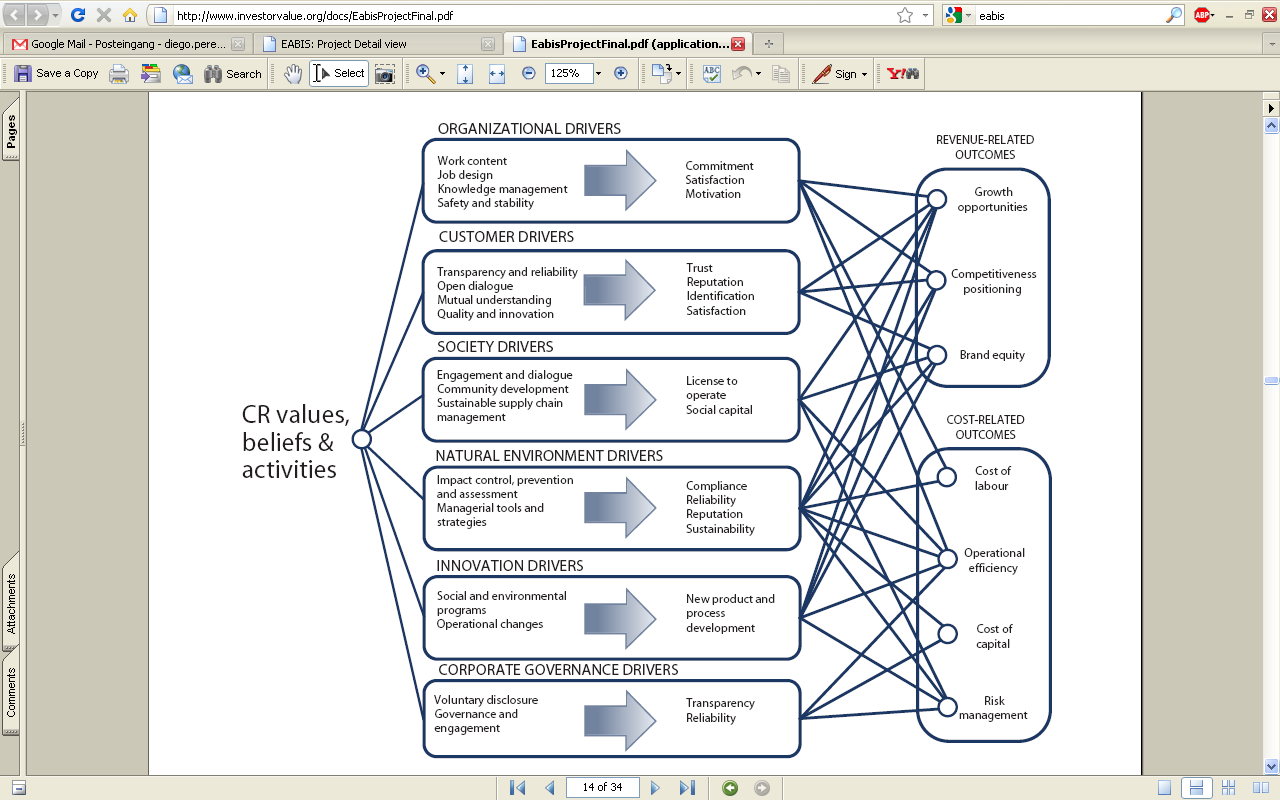 http://www.investorvalue.org/docs/EabisProjectFinal.pdf
eabis
ABP
Google Mail - Posteingang - diego.pere...
EABIS: Project Detail view
EabisProjectFinal.pdf (application...
Save a Copy
Search
Select
125%
Sign
Y!
Pages
Attachments
Comments
ORGANIZATIONAL DRIVERS
Work content
Job design
Knowledge management
Safety and stability
Commitment
Satisfaction
Motivation
CUSTOMER DRIVERS
Transparency and reliability
Open dialogue
Mutual understanding
Quality and innovation
Trust
Reputation
Identification
Satisfaction
SOCIETY DRIVERS
Engagement and dialogue
Community development
Sustainable supply chain
management
License to
operate
Social capital
CR values,
beliefs &
activities
NATURAL ENVIRONMENT DRIVERS
Impact control, prevention
and assessment
Managerial tools and
strategies
Compliance
Reliability
Reputation
Sustainability
INNOVATION DRIVERS
Social and environmental
programs
Operational changes
New product and
process
development
CORPORATE GOVERNANCE DRIVERS
Voluntary disclosure
Governance and
engagement
Transparency
Reliability
REVENUE-RELATED
OUTCOMES
Growth
opportunities
Competitiveness
positioning
Brand equity
COST-RELATED
OUTCOMES
Cost of
labour
Operational
efficiency
Cost of
capital
Risk
management
14 of 34